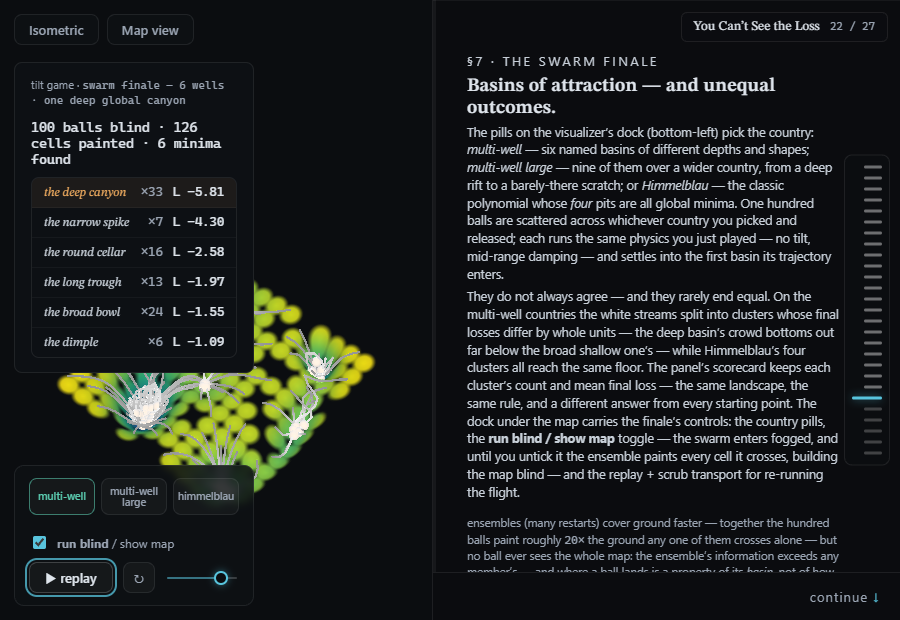 Isometric
Map view
tilt game · swarm finale — 6 wells
· one deep global canyon
100 balls blind · 126
cells painted · 6 minima
found
the deep canyon ×33 L −5.81
the narrow spike ×7 L −4.30
the round cellar ×16 L −2.58
the long trough ×13 L −1.97
the broad bowl ×24 L −1.55
the dimple ×6 L −1.09
multi-well
multi-well
large
himmelblau
run blind / show map
▶ replay
↻
You Can't See the Loss 22 / 27
§7 · THE SWARM FINALE
Basins of attraction — and unequal
outcomes.
The pills on the visualizer's dock (bottom-left) pick the country:
multi-well — six named basins of different depths and shapes;
multi-well large — nine of them over a wider country, from a deep
rift to a barely-there scratch; or Himmelblau — the classic
polynomial whose four pits are all global minima. One hundred
balls are scattered across whichever country you picked and
released; each runs the same physics you just played — no tilt,
mid-range damping — and settles into the first basin its trajectory
enters.
They do not always agree — and they rarely end equal. On the
multi-well countries the white streams split into clusters whose final
losses differ by whole units — the deep basin's crowd bottoms out
far below the broad shallow one's — while Himmelblau's four
clusters all reach the same floor. The panel's scorecard keeps each
cluster's count and mean final loss — the same landscape, the
same rule, and a different answer from every starting point. The
dock under the map carries the finale's controls: the country pills,
the run blind / show map toggle — the swarm enters fogged, and
until you untick it the ensemble paints every cell it crosses, building
the map blind — and the replay + scrub transport for re-running
the flight.
ensembles (many restarts) cover ground faster — together the hundred
balls paint roughly 20× the ground any one of them crosses alone — but
no ball ever sees the whole map: the ensemble's information exceeds any
member's — and where a ball lands is a property of its basin, not of how
continue ↓